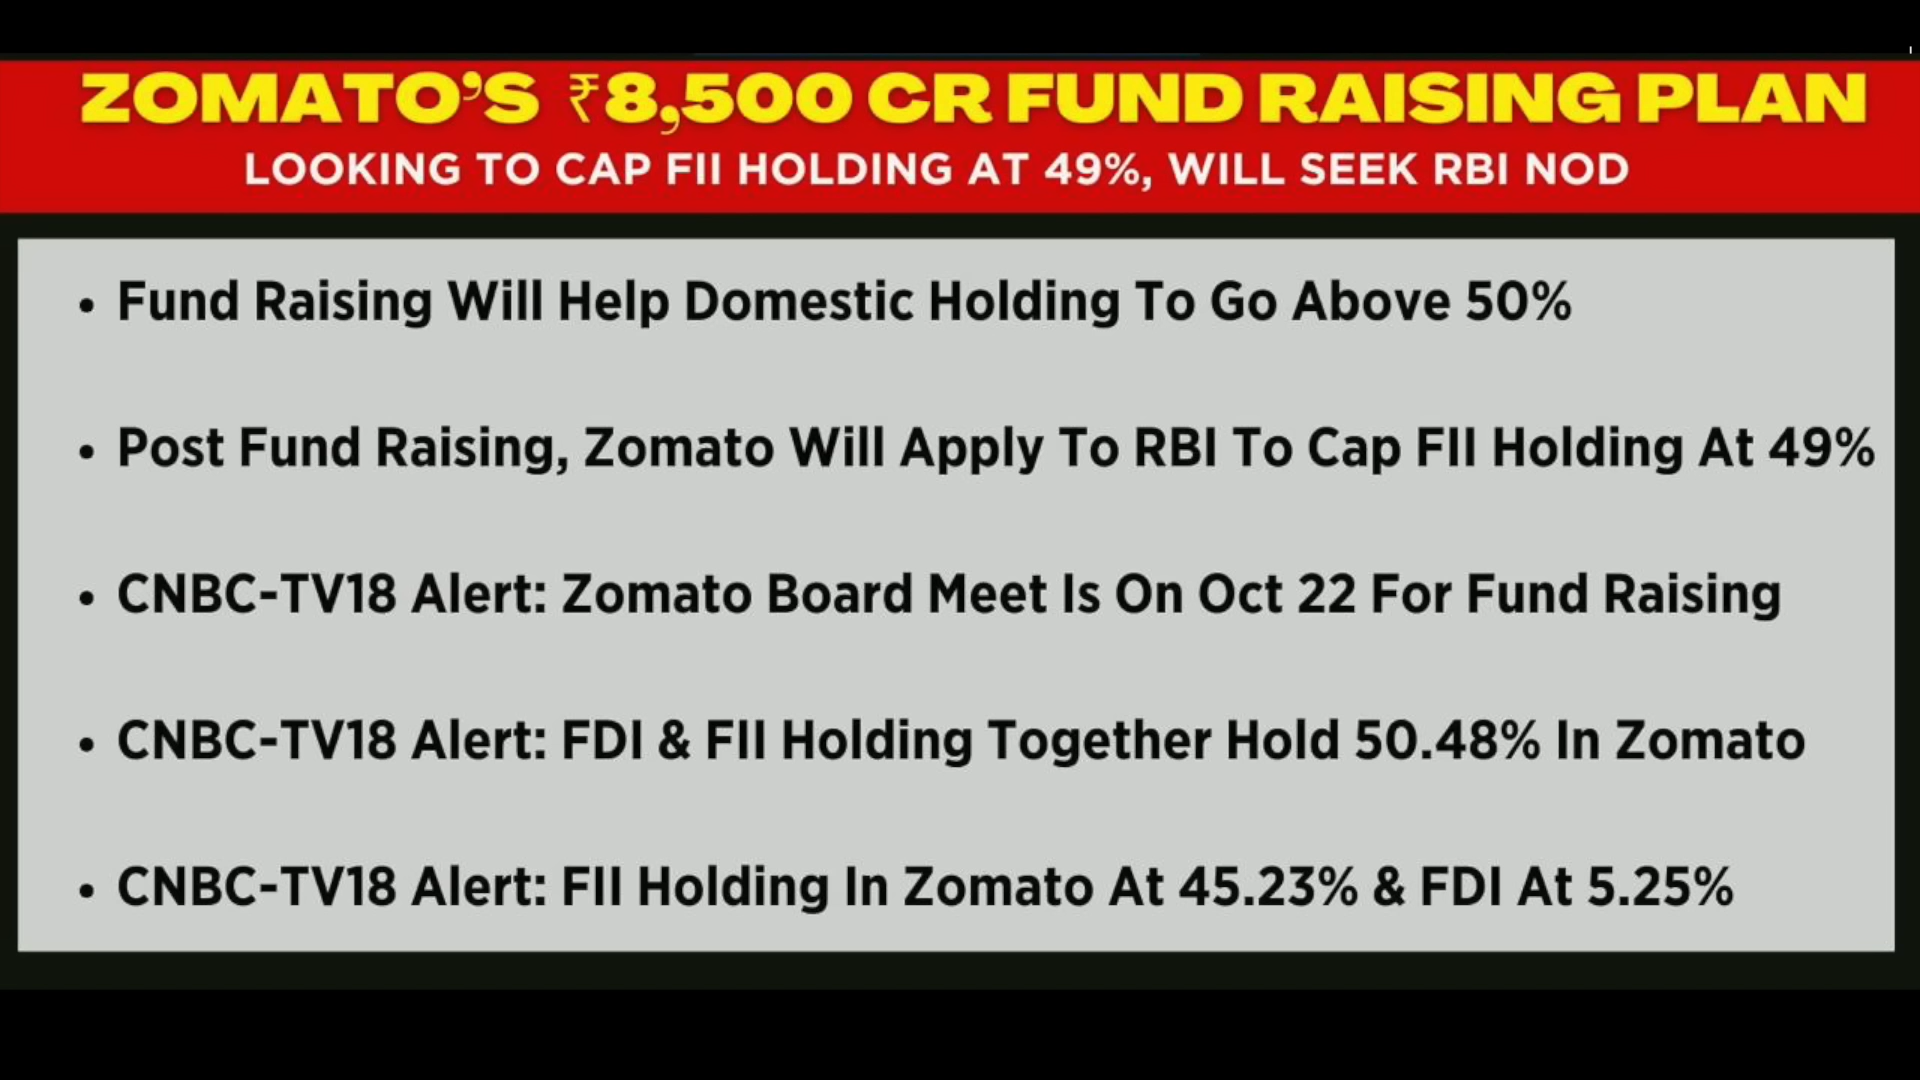 ZOMATO'S ₹8,500 CR FUND RAISING PLAN
LOOKING TO CAP FII HOLDING AT 49%, WILL SEEK RBI NOD
• Fund Raising Will Help Domestic Holding To Go Above 50%
• Post Fund Raising, Zomato Will Apply To RBI To Cap FII Holding At 49%
• CNBC-TV18 Alert: Zomato Board Meet Is On Oct 22 For Fund Raising
• CNBC-TV18 Alert: FDI & FII Holding Together Hold 50.48% In Zomato
• CNBC-TV18 Alert: FII Holding In Zomato At 45.23% & FDI At 5.25%